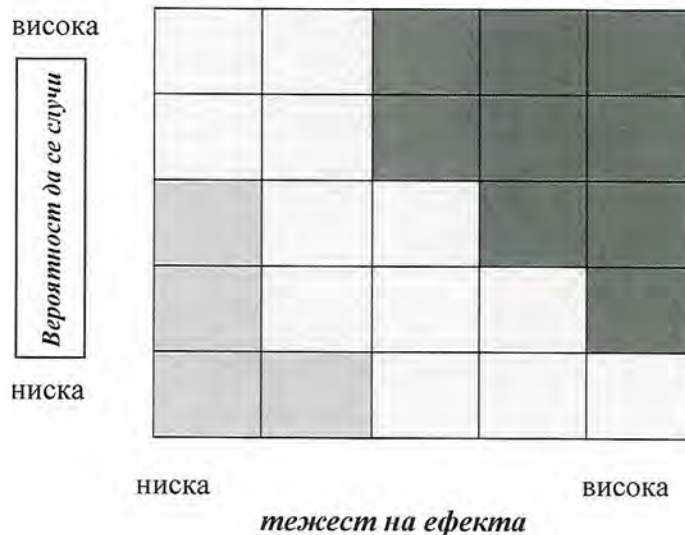 висока
Вероятност да се случи
ниска
ниска
висока
тежест на ефекта